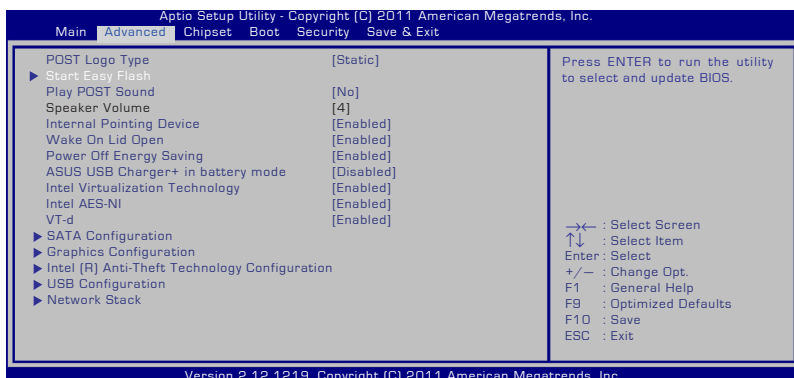 Aptio Setup Utility - Copyright (C) 2011 American Megatrends, Inc.
Main Advanced Chipset Boot Security Save & Exit
POST Logo Type [Static]
Start Easy Flash
Play POST Sound [No]
Speaker Volume [4]
Internal Pointing Device [Enabled]
Wake On Lid Open [Enabled]
Power Off Energy Saving [Enabled]
ASUS USB Charger+ in battery mode [Disabled]
Intel Virtualization Technology [Enabled]
Intel AES-NI [Enabled]
VT-d [Enabled]
SATA Configuration
Graphics Configuration
Intel (R) Anti-Theft Technology Configuration
USB Configuration
Network Stack
Press ENTER to run the utility
to select and update BIOS.
→← : Select Screen
↑↓ : Select Item
Enter : Select
+/— : Change Opt.
F1 : General Help
F9 : Optimized Defaults
F10 : Save
ESC : Exit
Version 2.12.1219. Copyright (C) 2011 American Megatrends, Inc.